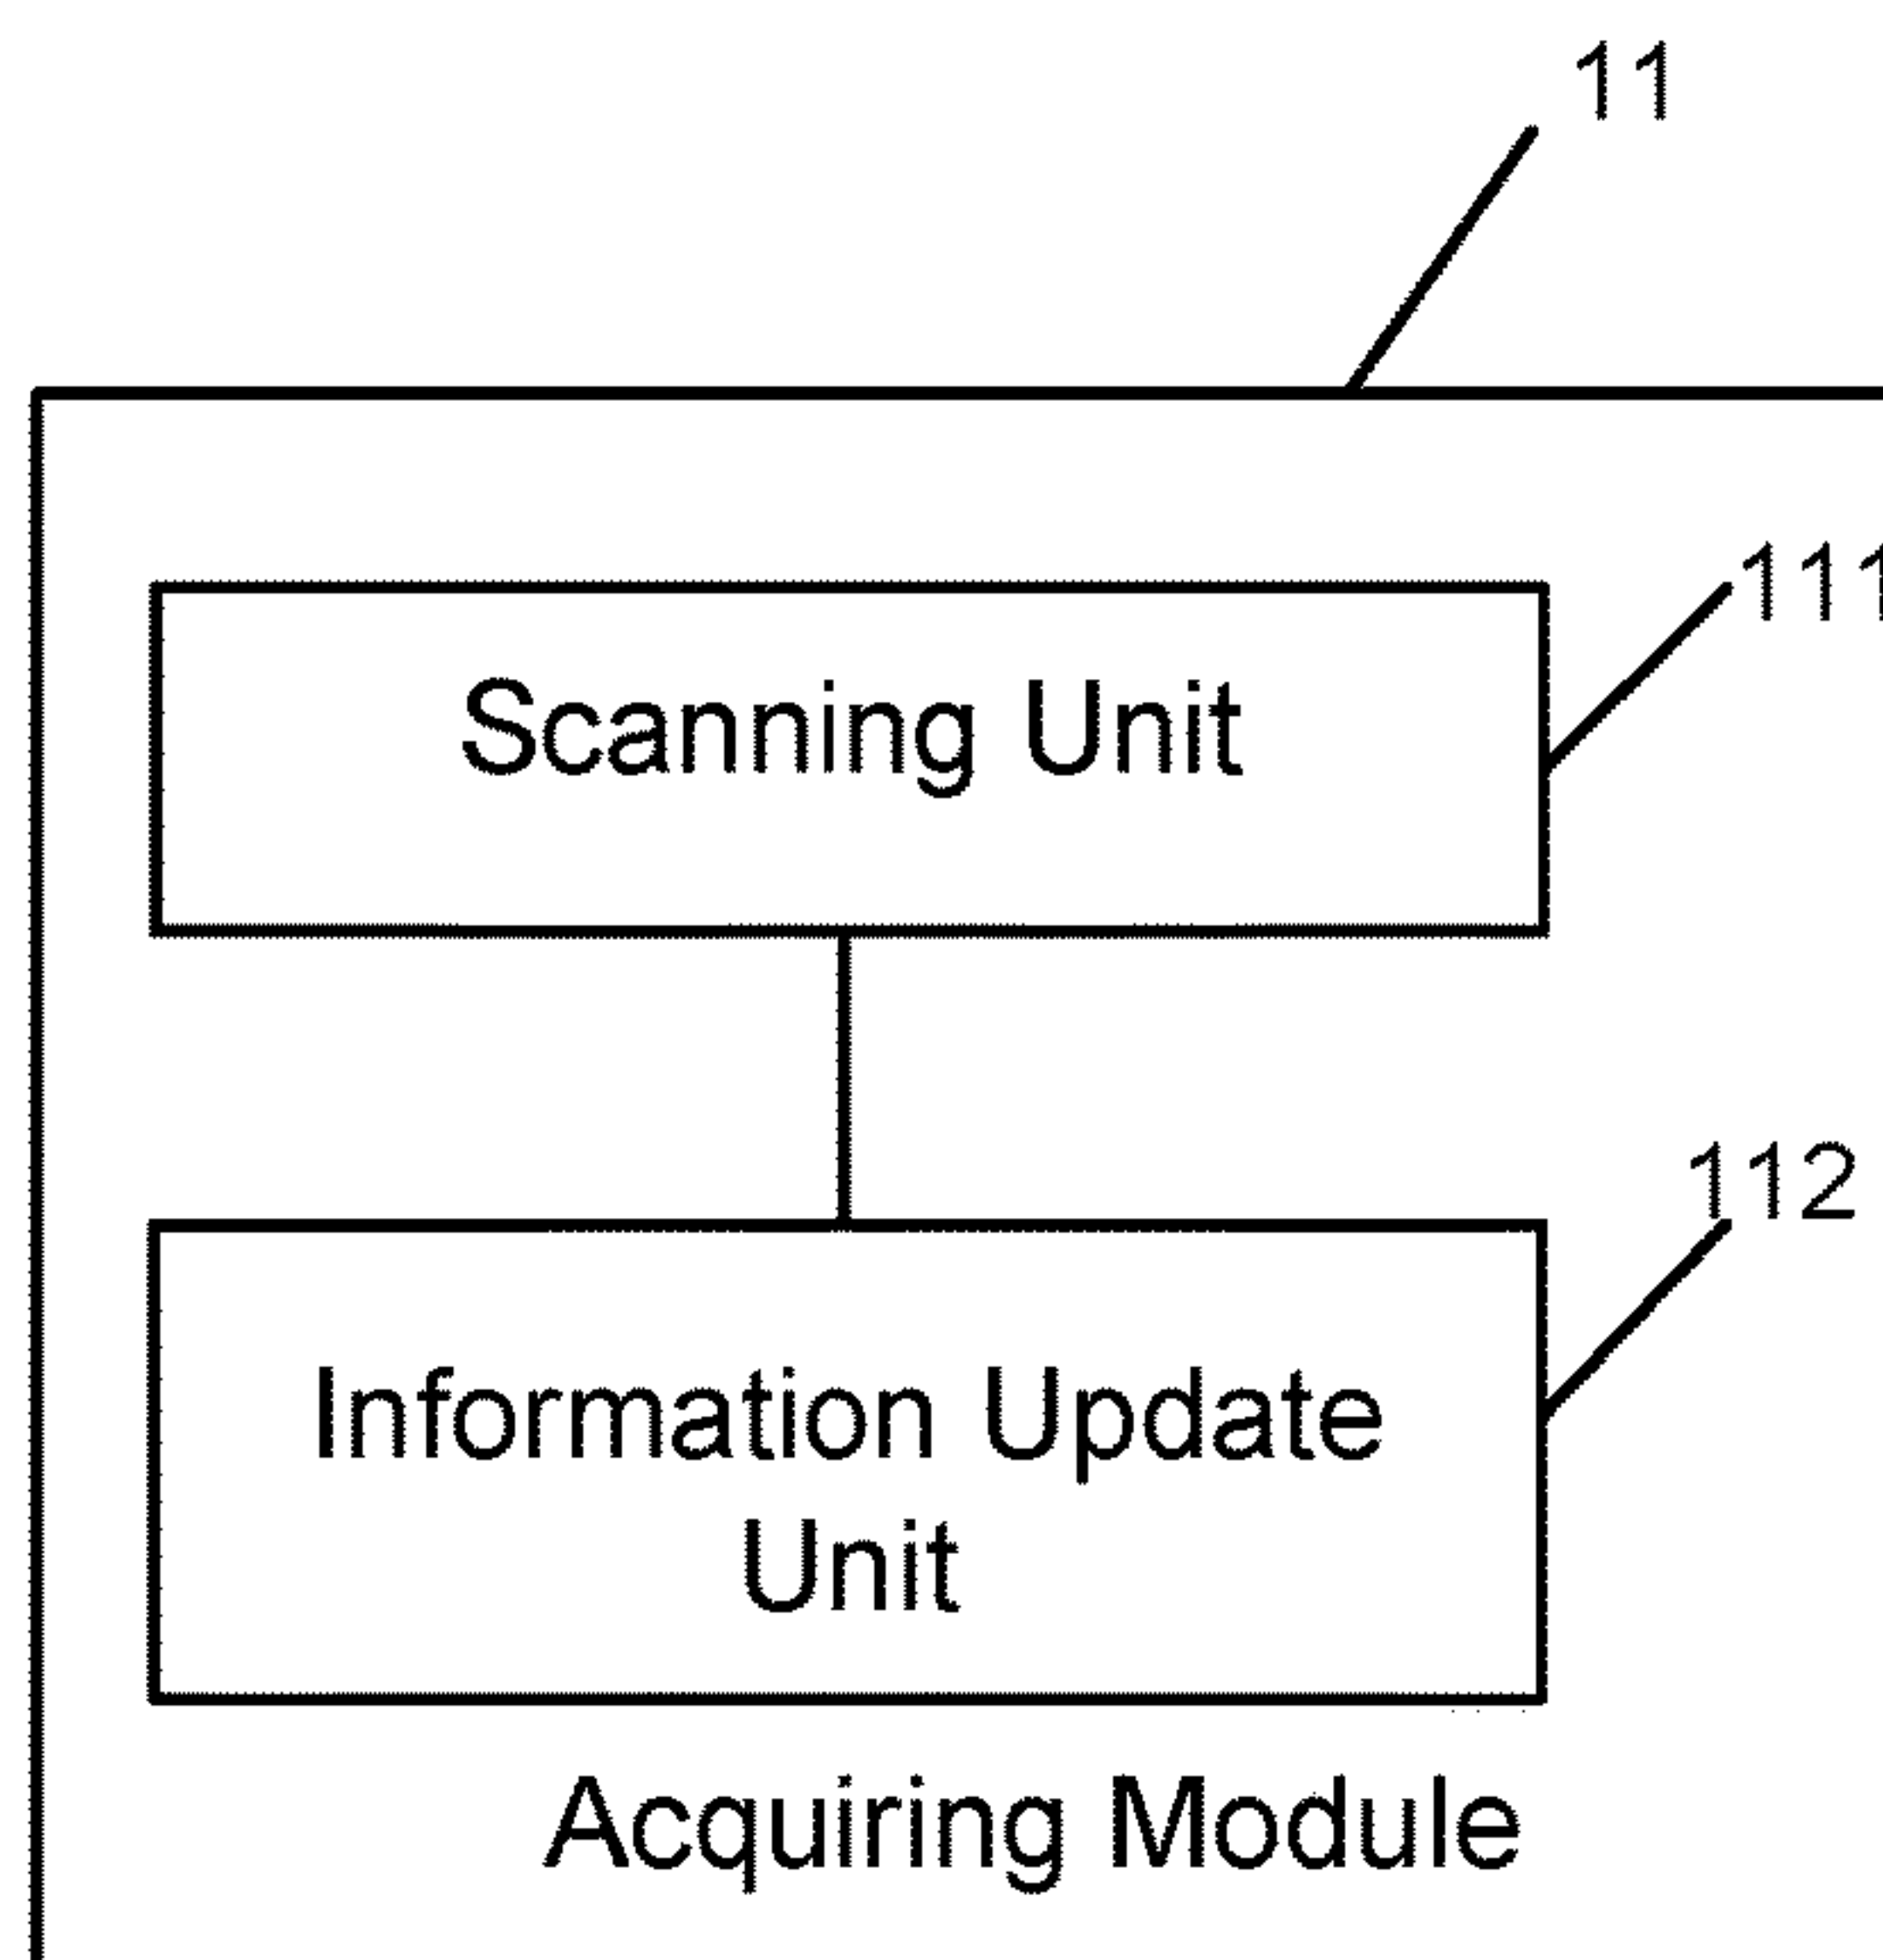 11
111
Scanning Unit
112
Information Update
Unit
Acquiring Module